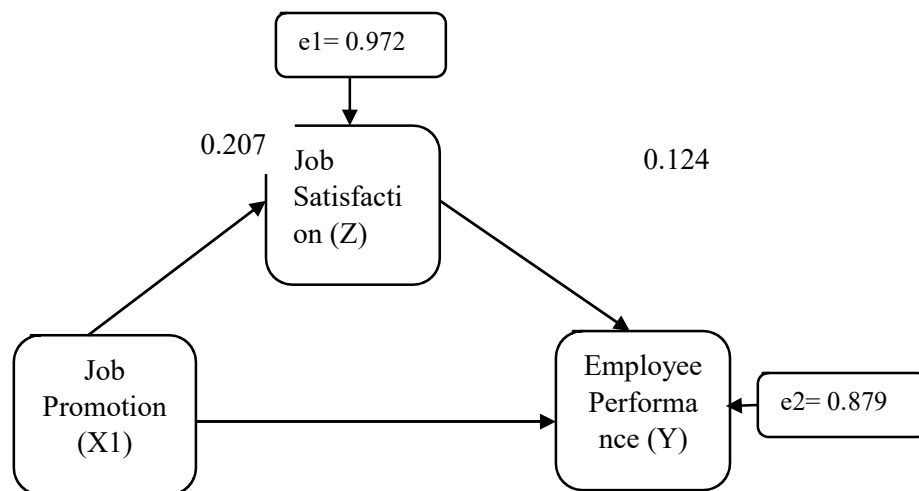 e1= 0.972
0.207
0.124
Job
Satisfacti
on (Z)
Job
Promotion
(X1)
Employee
Performa
nce (Y)
e2= 0.879